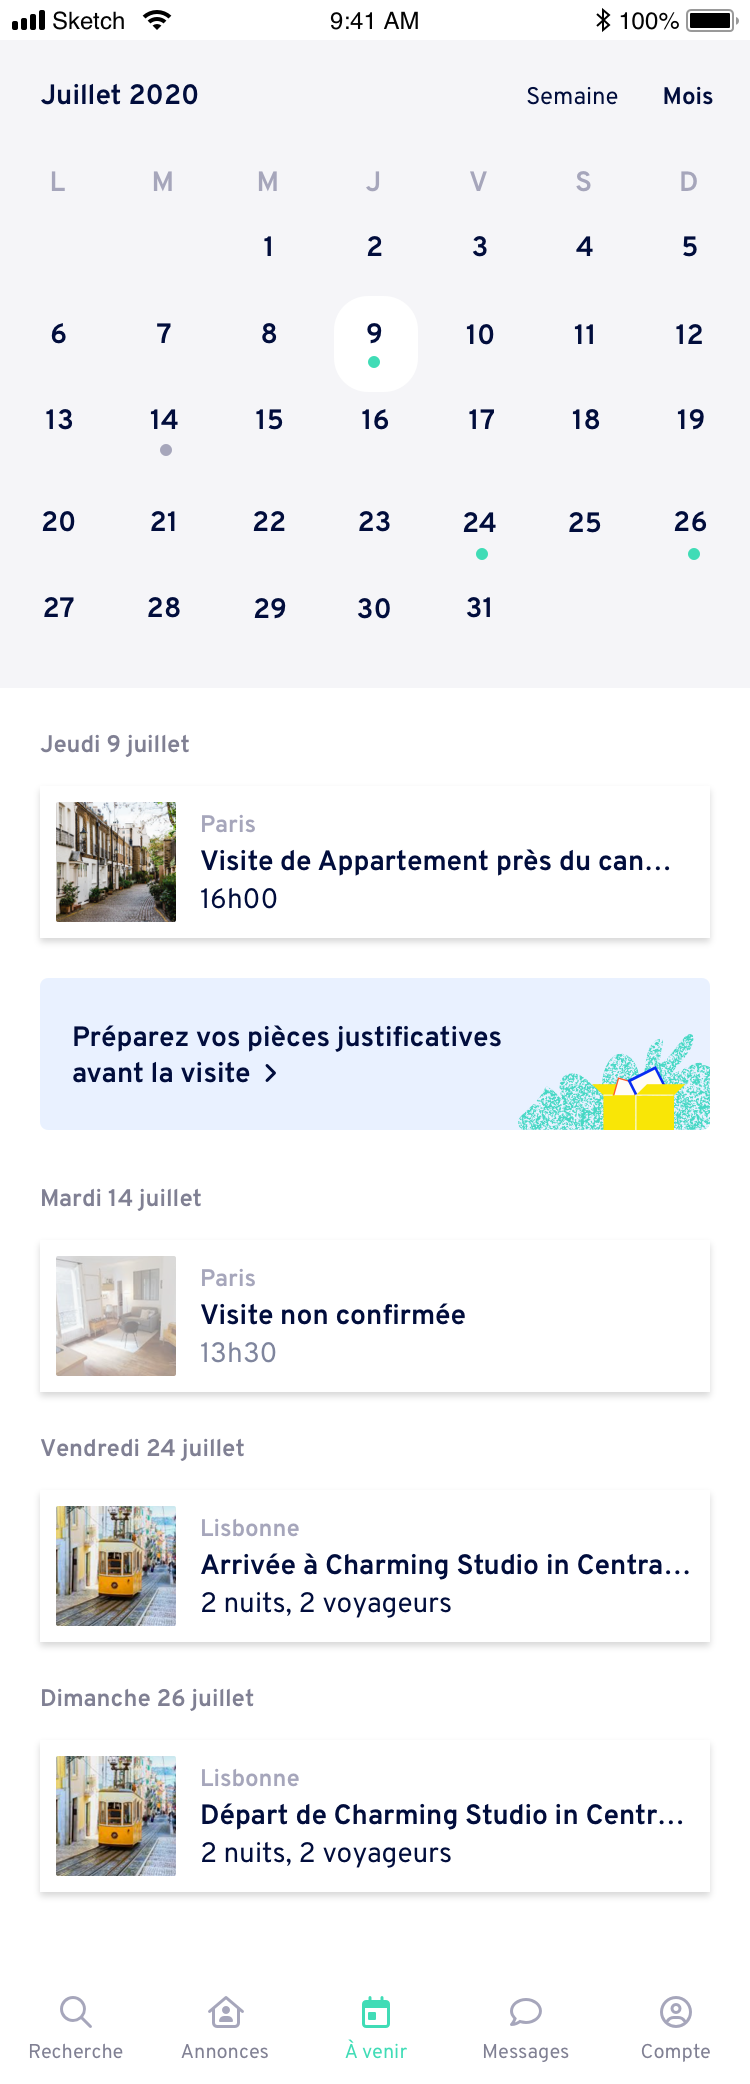 Sketch 9:41 AM 100%
Juillet 2020 Semaine Mois
L M M J V S D
1 2 3 4 5
6 7 8 9 10 11 12
13 14 15 16 17 18 19
20 21 22 23 24 25 26
27 28 29 30 31
Jeudi 9 juillet
Paris
Visite de Appartement près du can...
16h00
Préparez vos pièces justificatives
avant la visite >
Mardi 14 juillet
Paris
Visite non confirmée
13h30
Vendredi 24 juillet
Lisbonne
Arrivée à Charming Studio in Centra...
2 nuits, 2 voyageurs
Dimanche 26 juillet
Lisbonne
Départ de Charming Studio in Centr...
2 nuits, 2 voyageurs
Recherche Annonces À venir Messages Compte